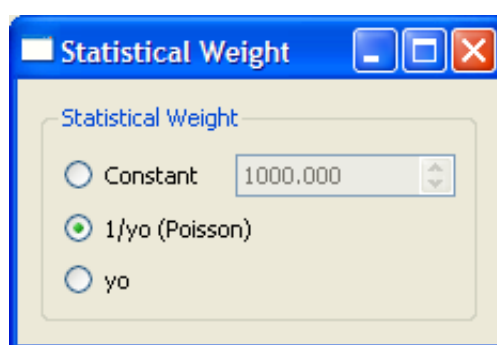 Statistical Weight
Statistical Weight
Constant 1000.000
1/yo (Poisson)
yo